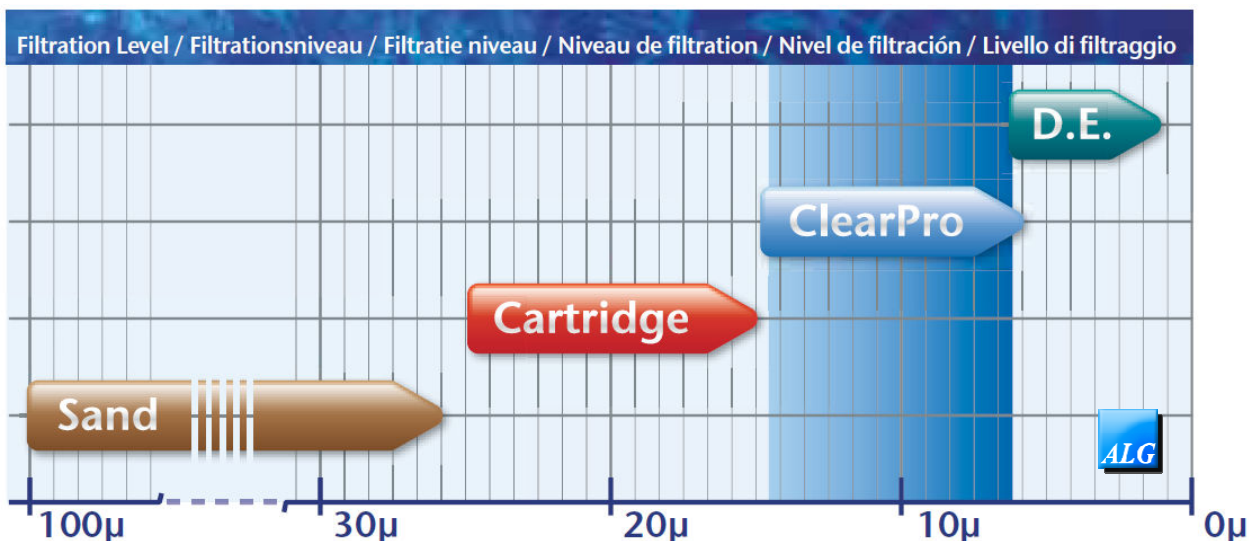 Filtration Level / Filtrationsniveau / Filtratie niveau / Niveau de filtration / Nivel de filtración / Livello di filtraggio
D.E.
ClearPro
Cartridge
Sand
ALG
100µ 30µ 20µ 10µ 0µ